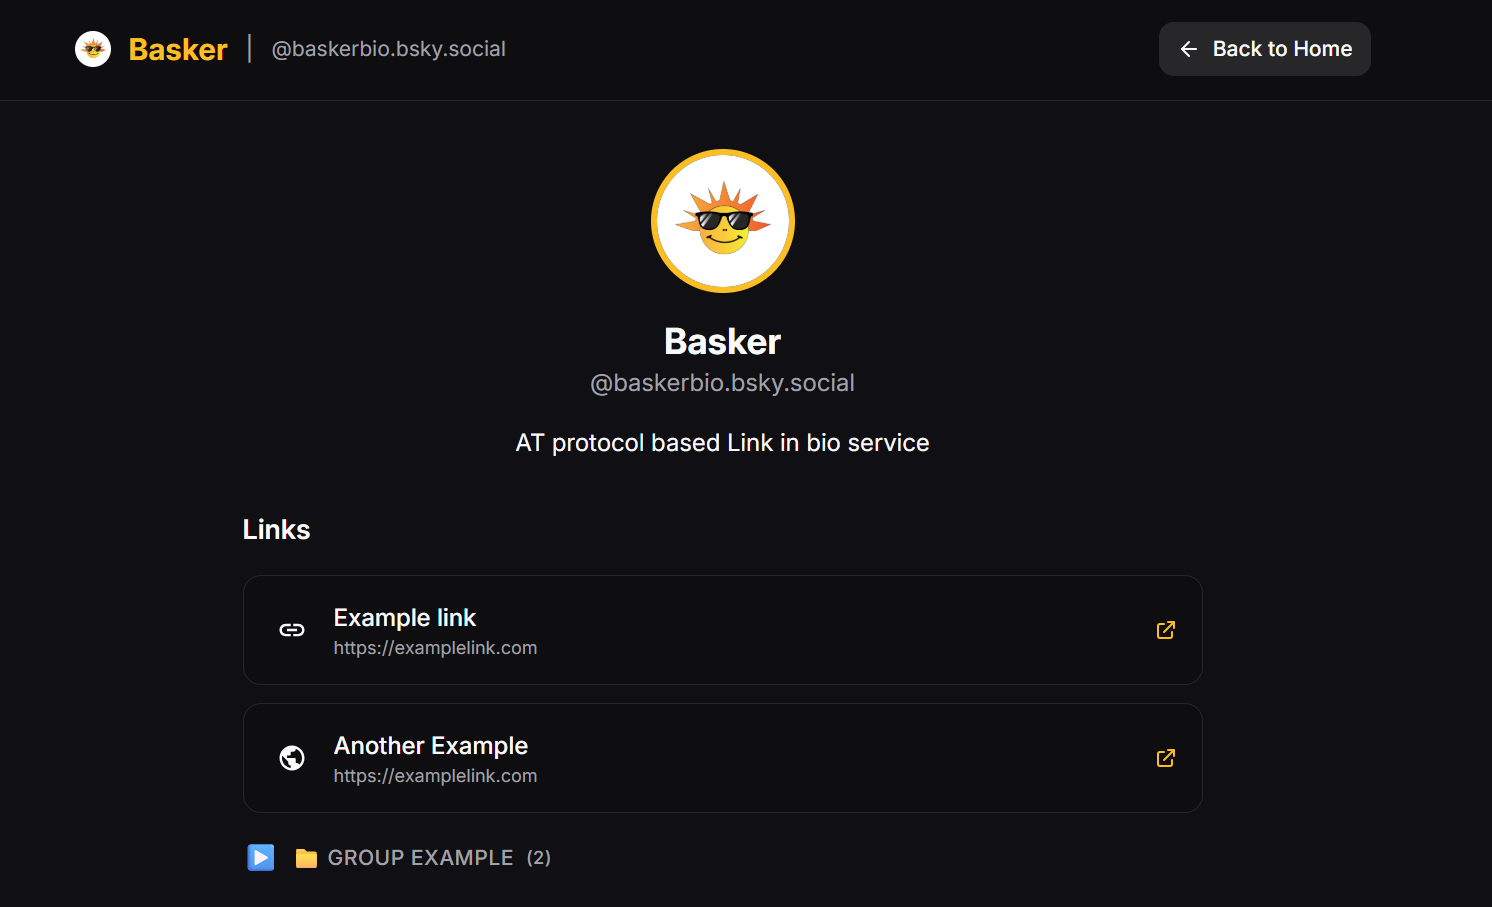 Basker | @baskerbio.bsky.social
Back to Home
Basker
@baskerbio.bsky.social
AT protocol based Link in bio service
Links
Example link
https://examplelink.com
Another Example
https://examplelink.com
GROUP EXAMPLE (2)